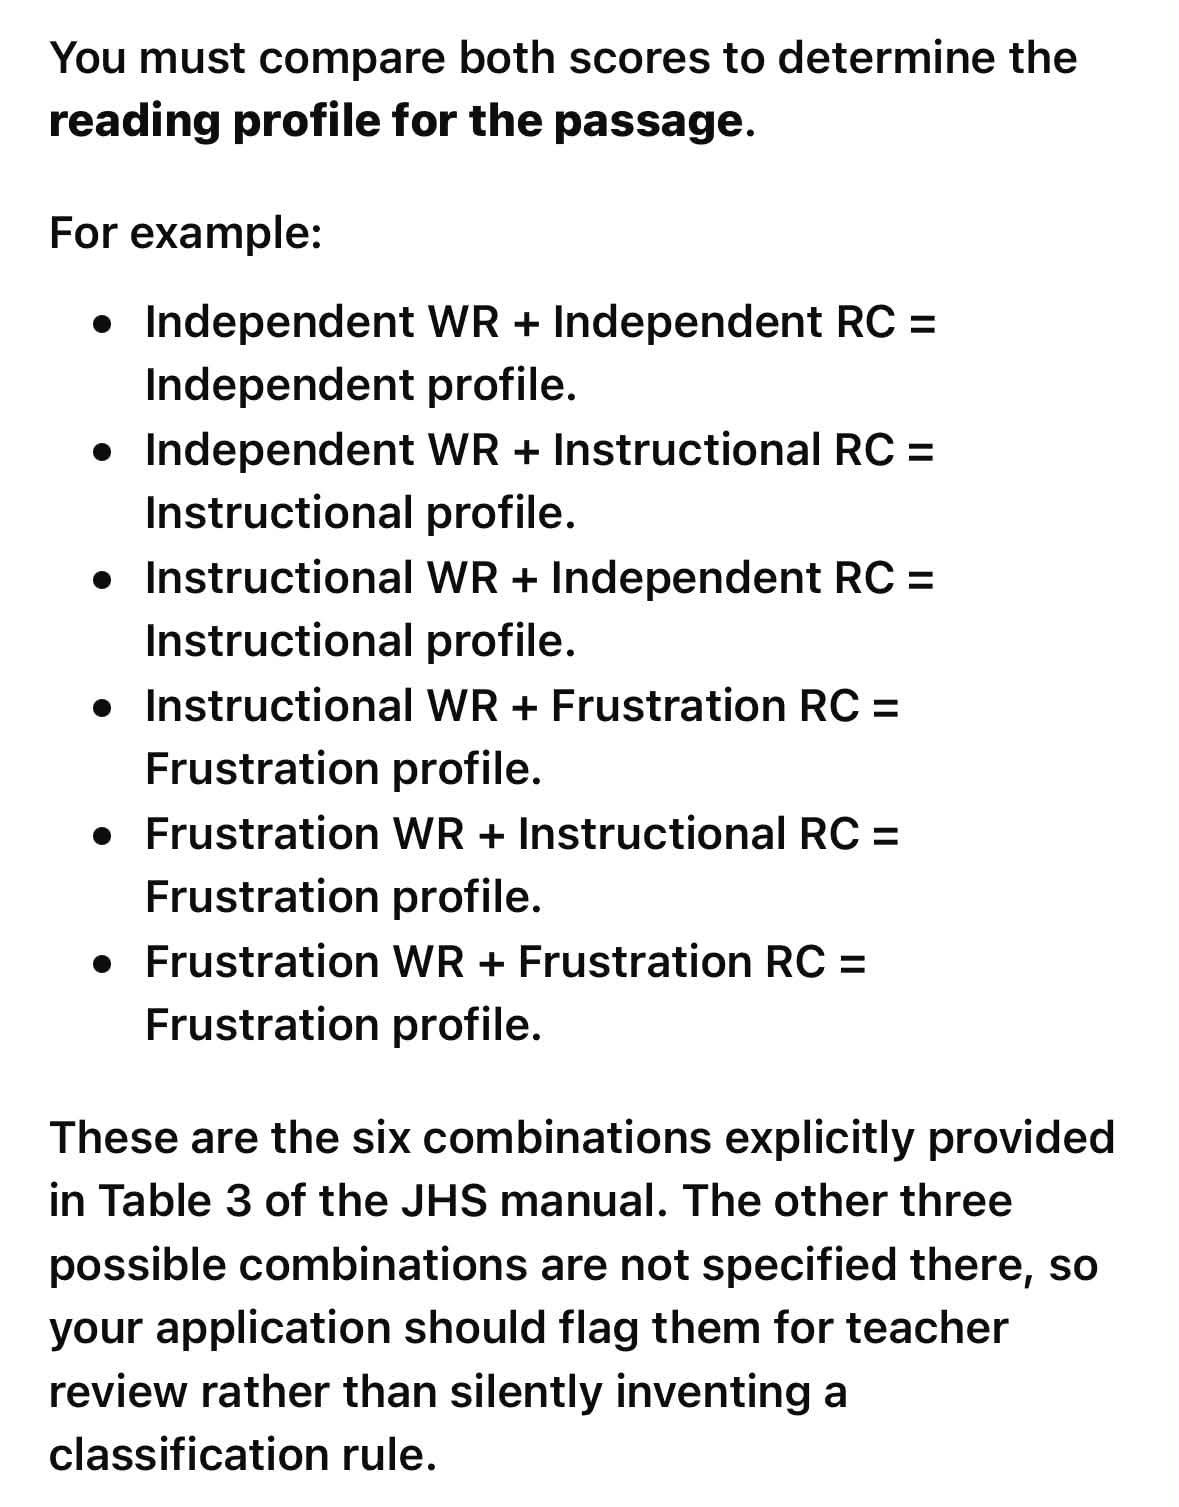 You must compare both scores to determine the
reading profile for the passage.
For example:
• Independent WR + Independent RC =
Independent profile.
• Independent WR + Instructional RC =
Instructional profile.
• Instructional WR + Independent RC =
Instructional profile.
• Instructional WR + Frustration RC =
Frustration profile.
• Frustration WR + Instructional RC =
Frustration profile.
• Frustration WR + Frustration RC =
Frustration profile.
These are the six combinations explicitly provided
in Table 3 of the JHS manual. The other three
possible combinations are not specified there, so
your application should flag them for teacher
review rather than silently inventing a
classification rule.